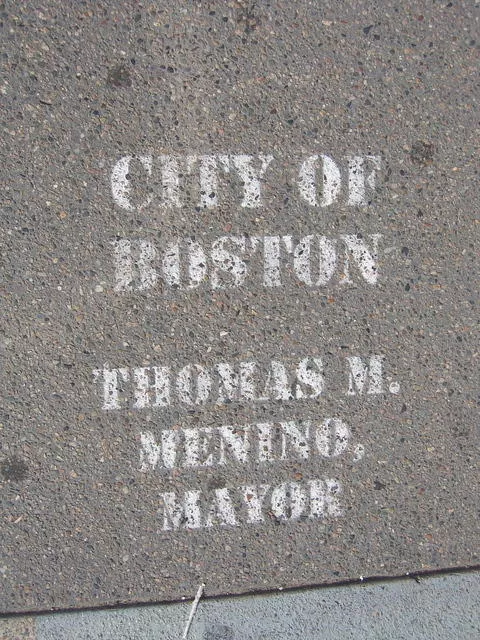 CITY OF
BOSTON
THOMAS M.
MENINO,
MAYOR